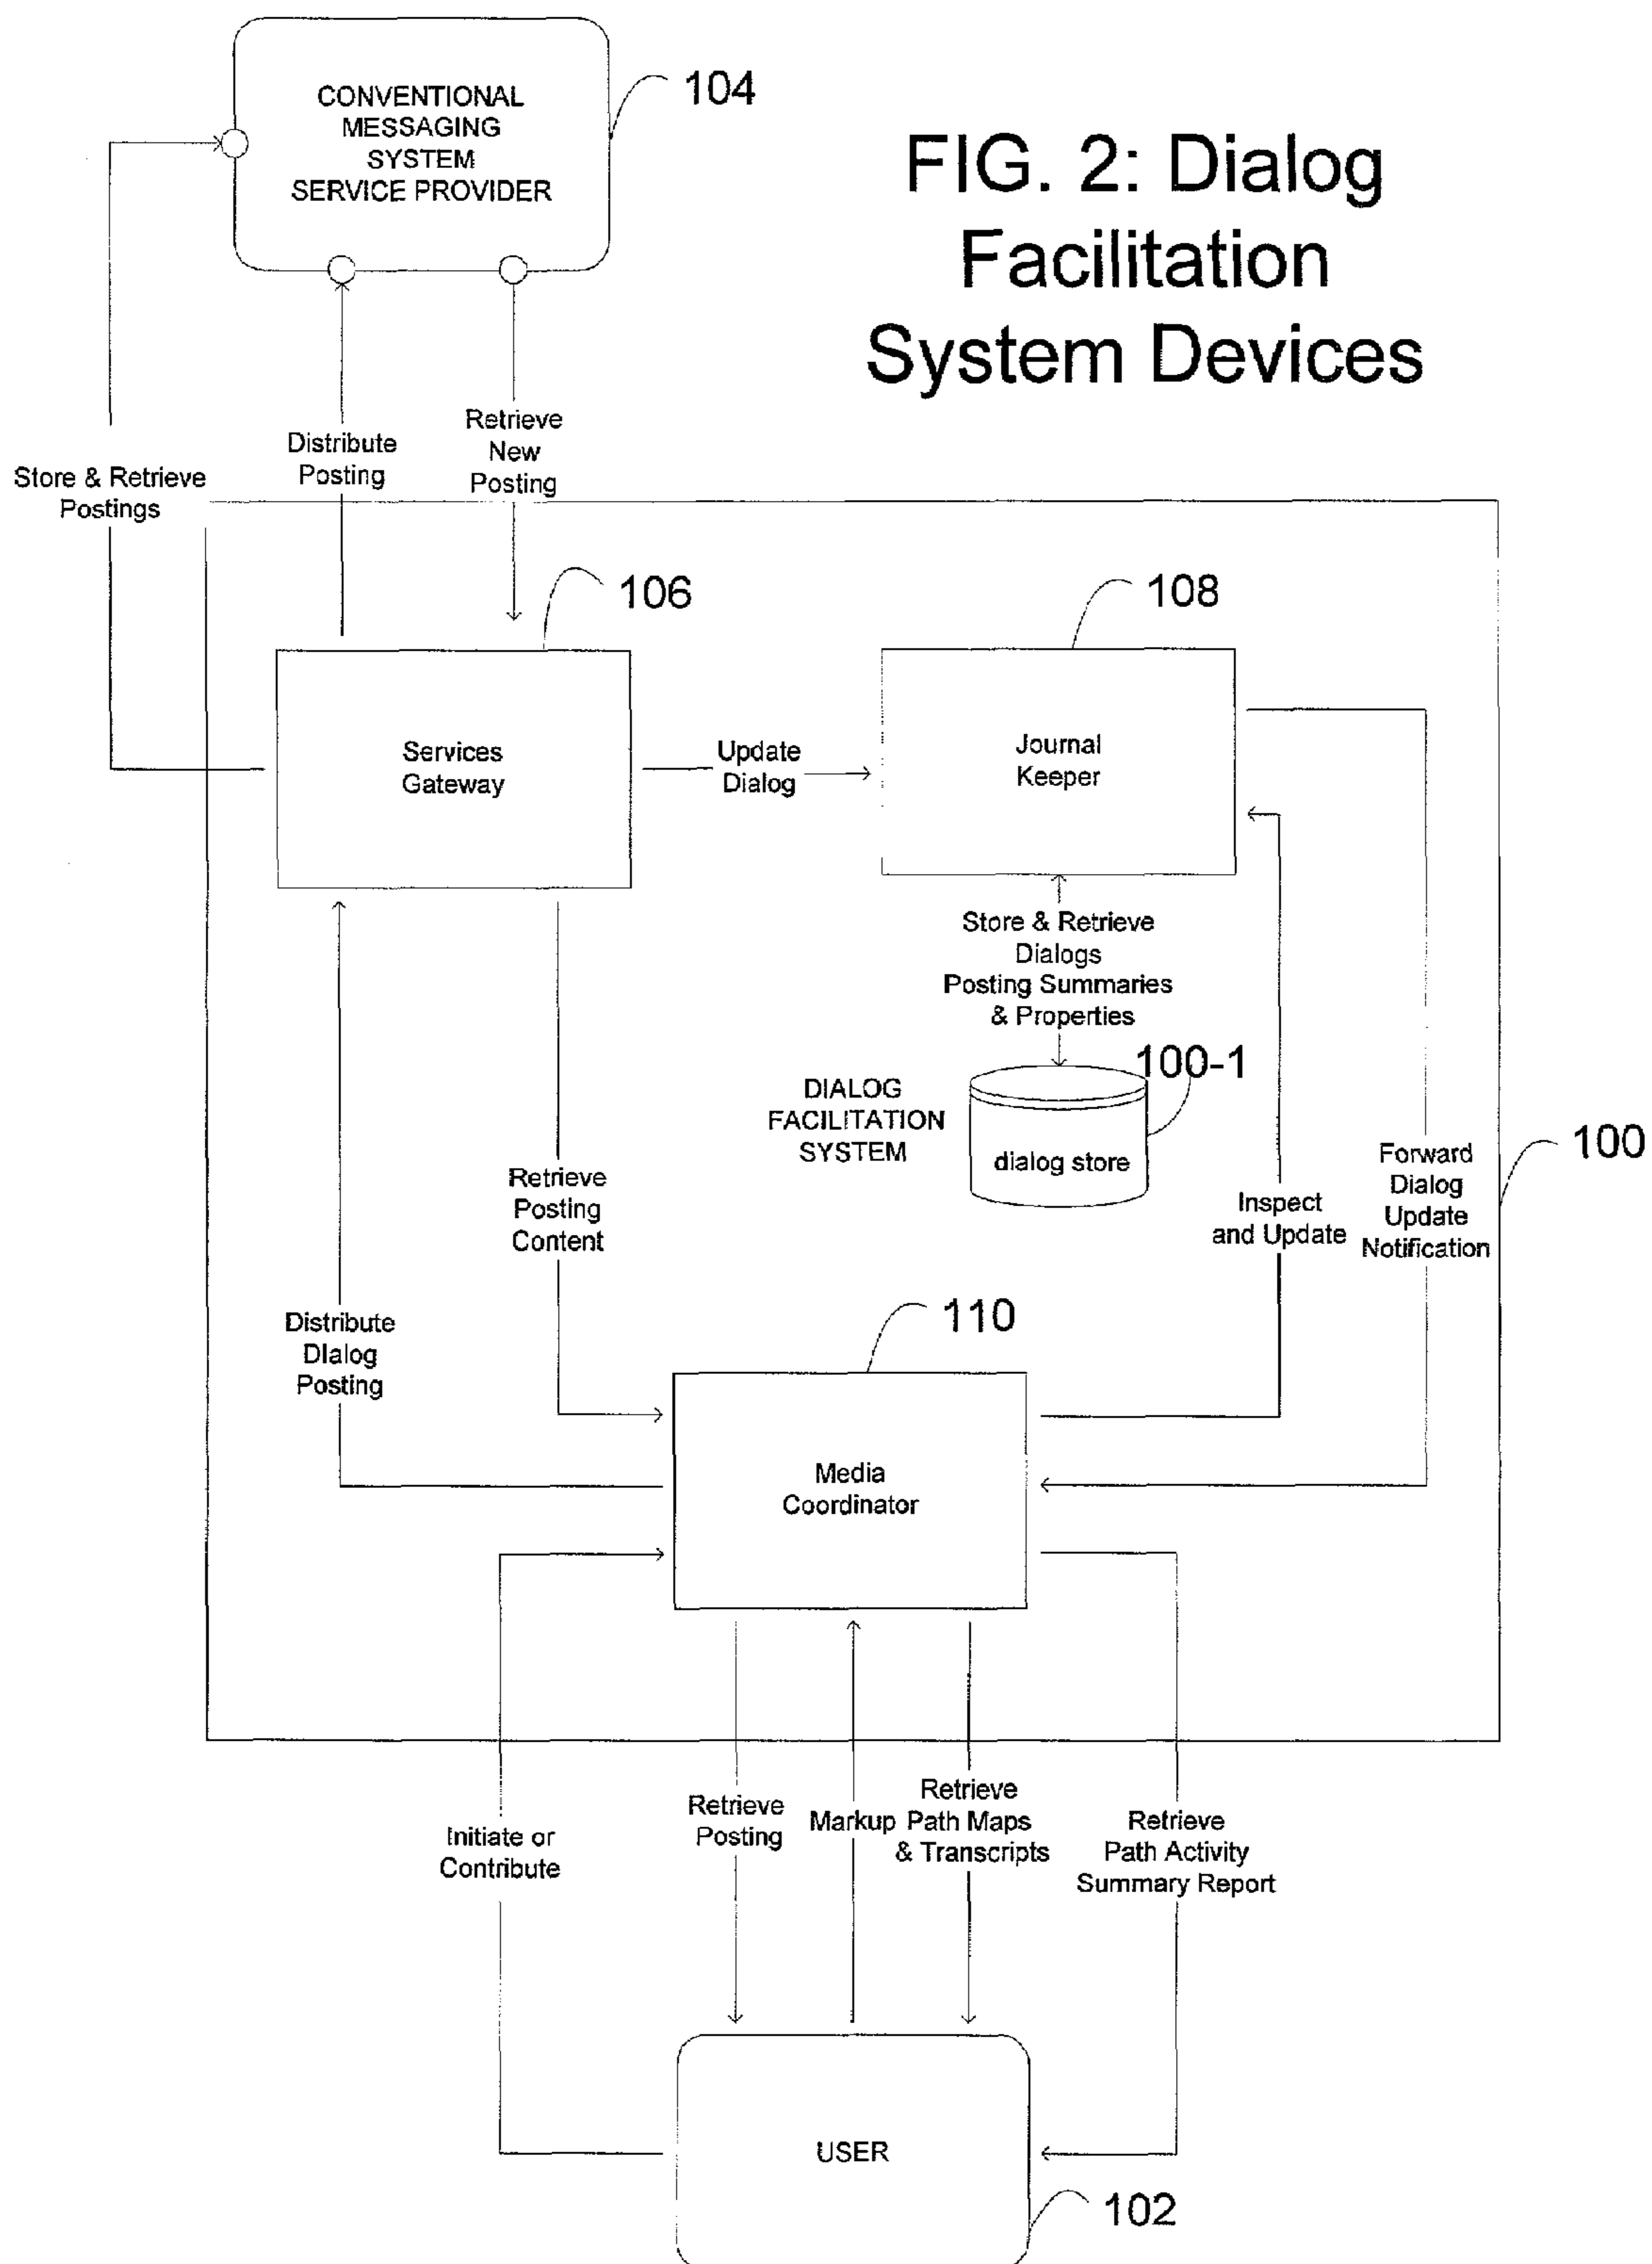 CONVENTIONAL
MESSAGING
SYSTEM
SERVICE PROVIDER
104
FIG. 2: Dialog
Facilitation
System Devices
Store & Retrieve
Postings
Distribute
Posting
Retrieve
New
Posting
106
108
Services
Gateway
Update
Dialog
Journal
Keeper
Store & Retrieve
Dialogs
Posting Summaries
& Properties
100-1
DIALOG
FACILITATION
SYSTEM
dialog store
100
Retrieve
Posting
Content
Inspect
and Update
Forward
Dialog
Update
Notification
Distribute
DIalog
Posting
110
Media
Coordinator
Initiate or
Contribute
Retrieve
Posting
Markup
Retrieve
Path Maps
& Transcripts
Retrieve
Path Activity
Summary Report
USER
102